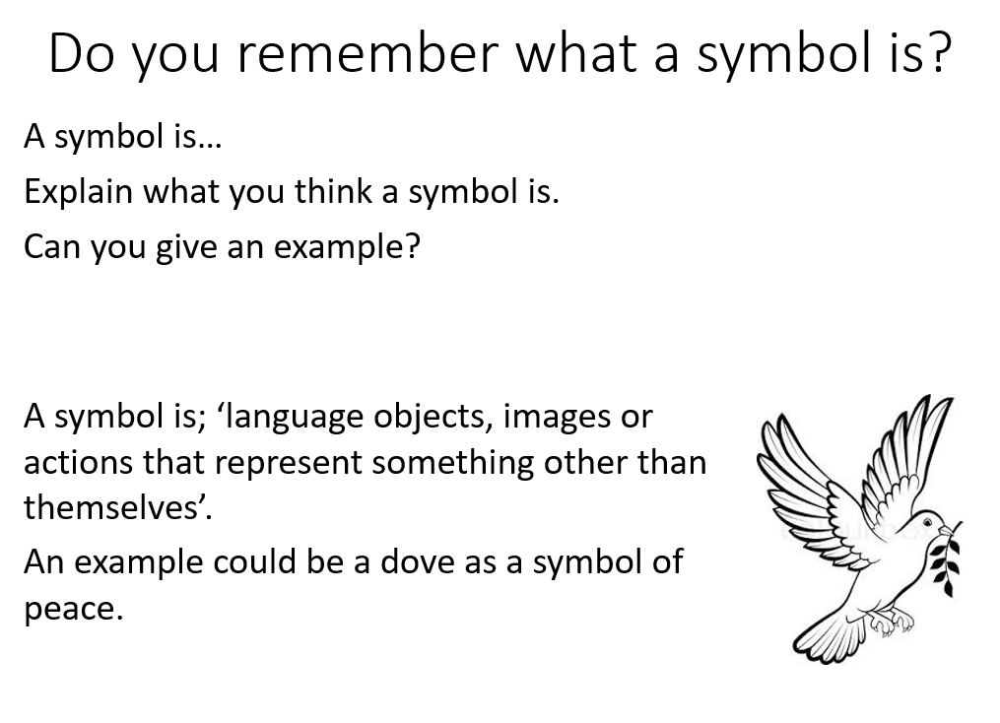 Do you remember what a symbol is?
A symbol is…
Explain what you think a symbol is.
Can you give an example?
A symbol is; ‘language objects, images or
actions that represent something other than
themselves’.
An example could be a dove as a symbol of
peace.